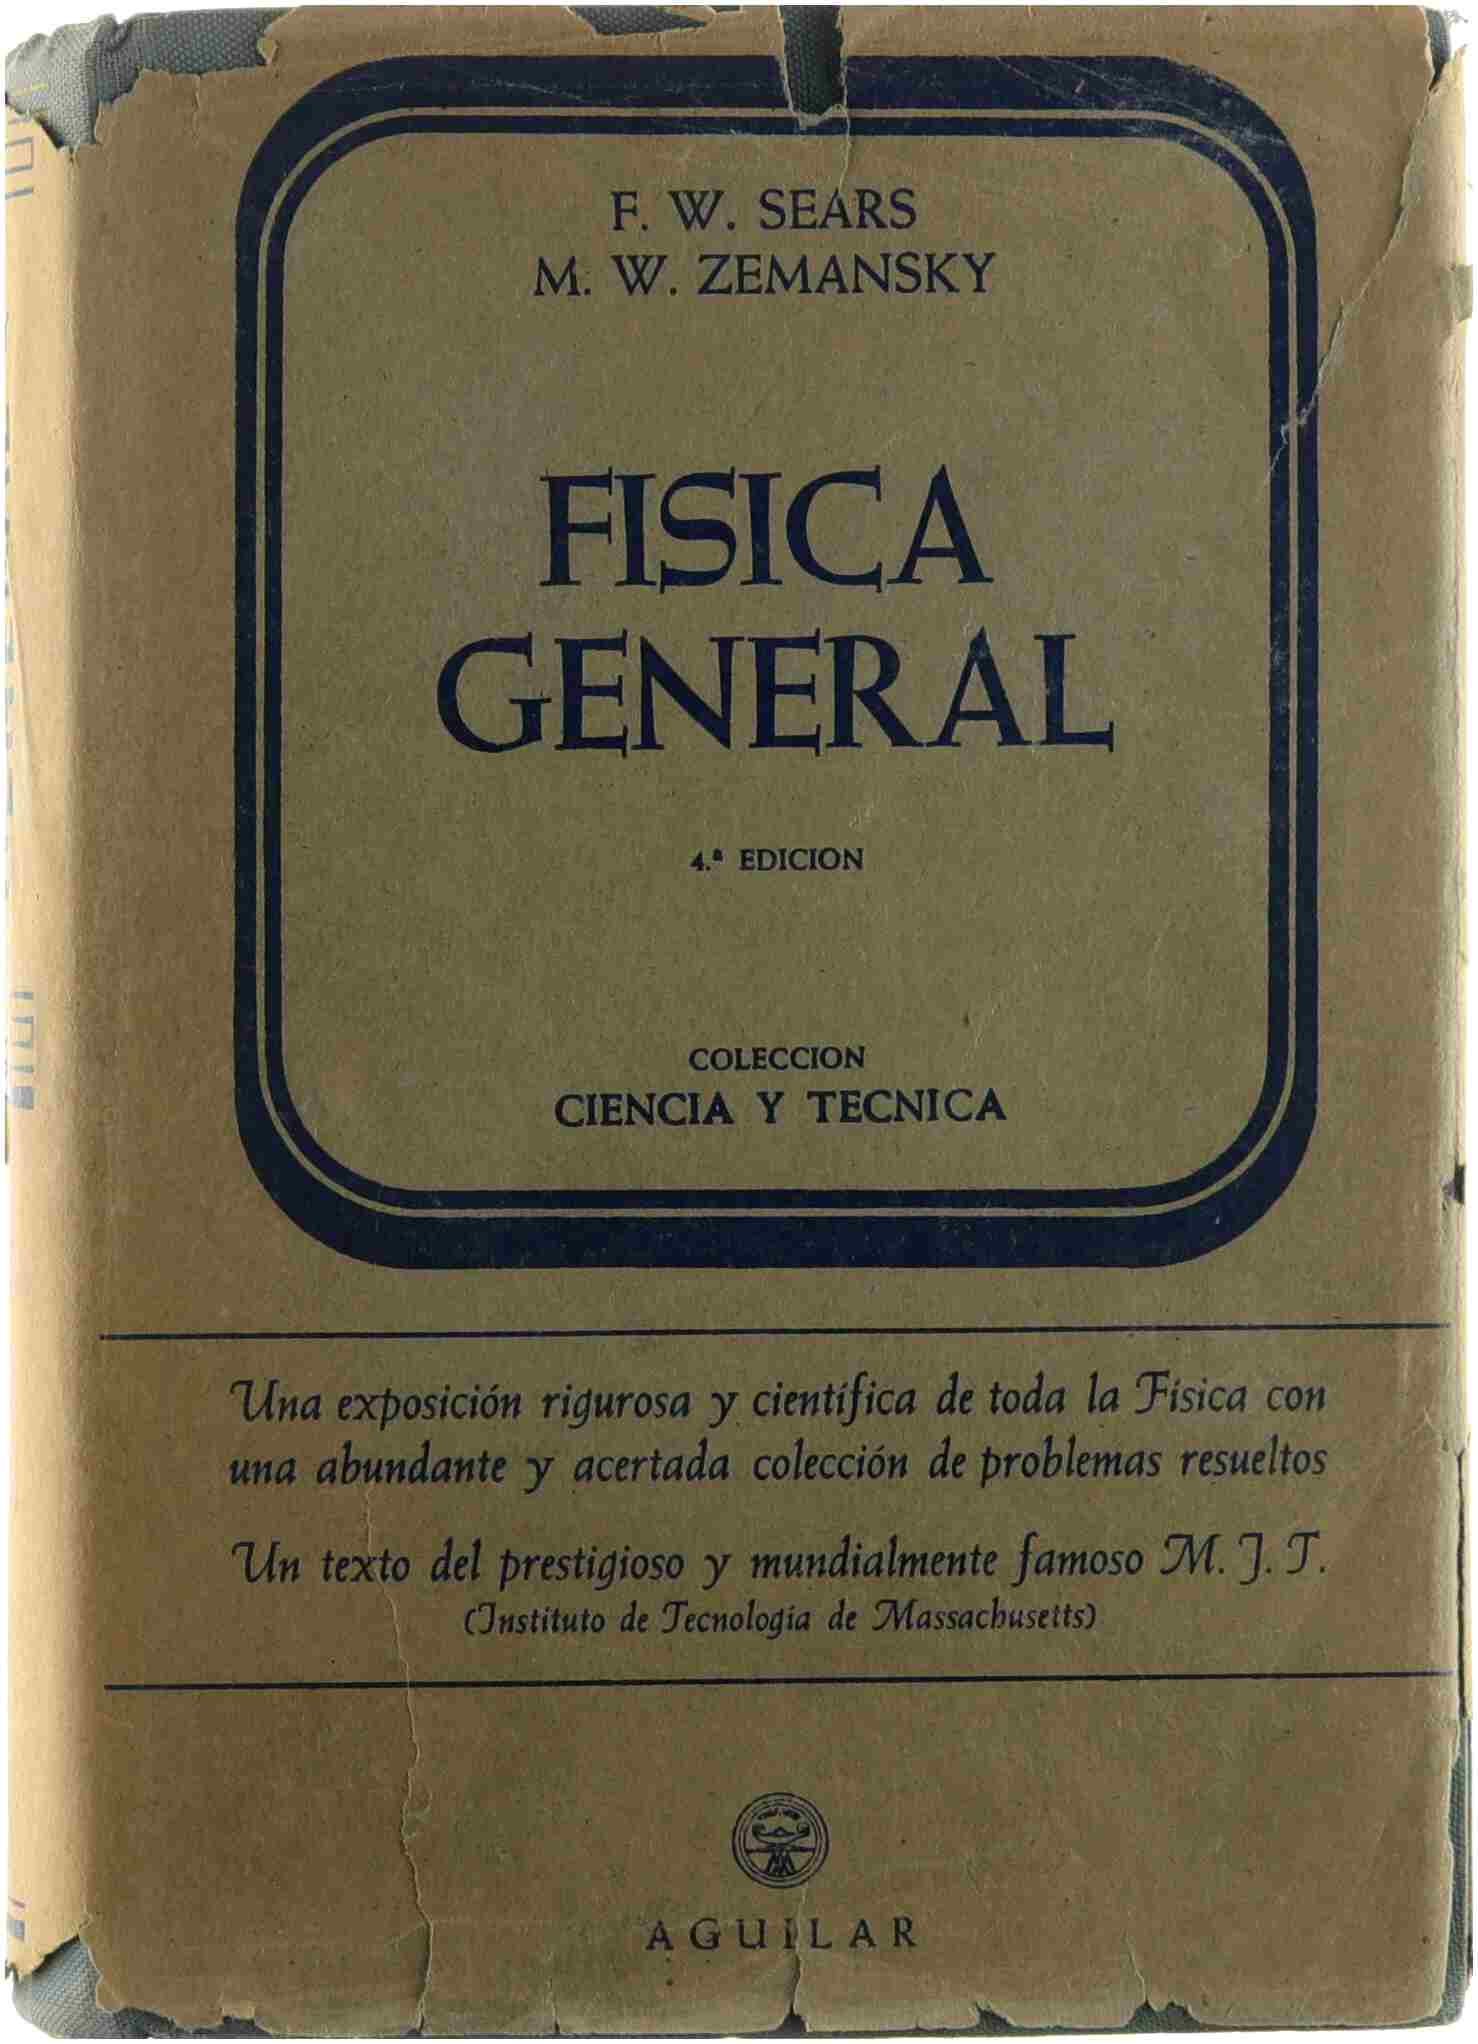 F. W. SEARS
M. W. ZEMANSKY
FISICA
GENERAL
4.ª EDICION
COLECCION
CIENCIA Y TECNICA
Una exposición rigurosa y científica de toda la Física con
una abundante y acertada colección de problemas resueltos
Un texto del prestigioso y mundialmente famoso M. J. T.
(Instituto de Tecnología de Massachusetts)
AGUILAR